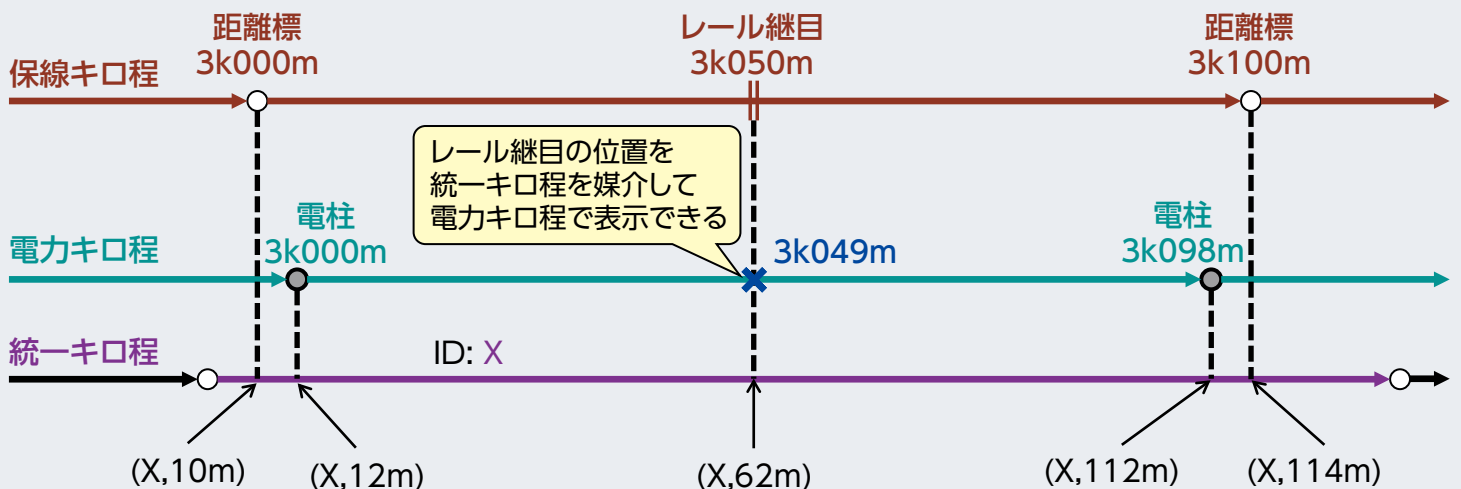 距離標
3k000m
レール継目
3k050m
距離標
3k100m
保線キロ程
レール継目の位置を
統一キロ程を媒介して
電力キロ程で表示できる
電柱
3k000m
電柱
3k098m
電力キロ程
3k049m
統一キロ程
ID: X
(X,10m)
(X,12m)
(X,62m)
(X,112m)
(X,114m)